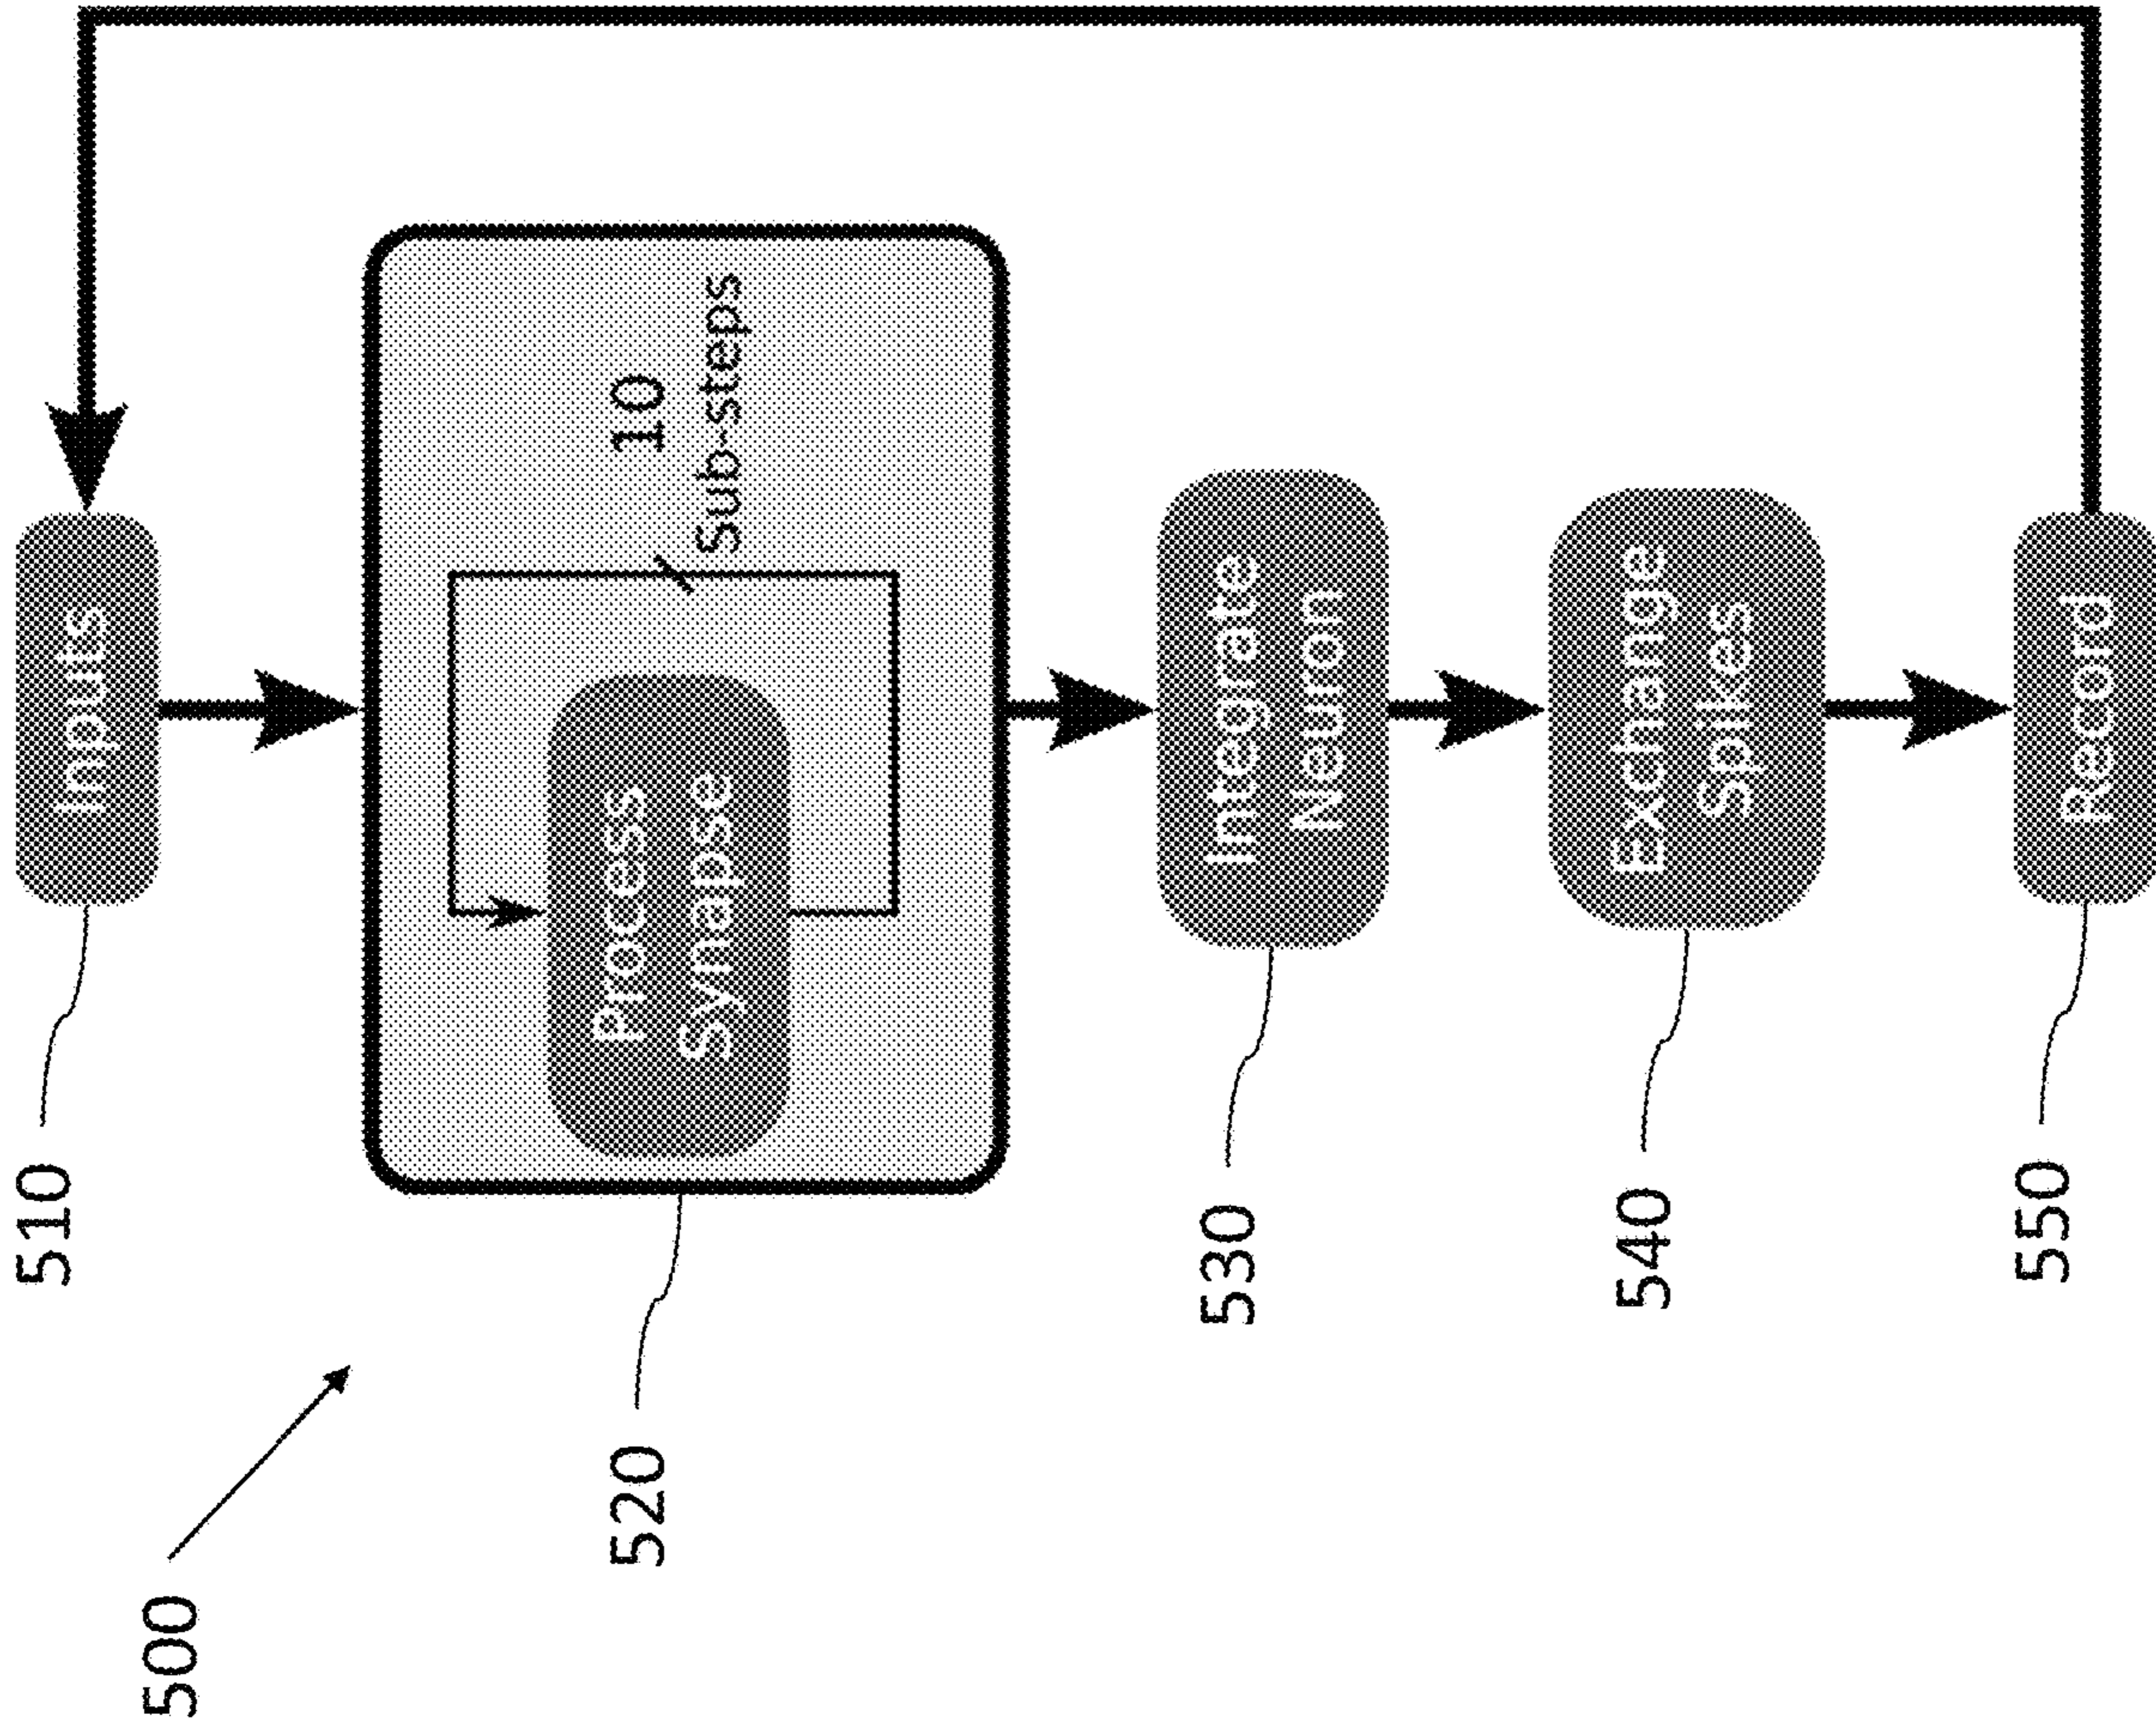 500
510
Inputs
520
Process
Synapse
10
Sub-steps
530
Integrate
Neuron
540
Exchange
Spikes
550
Record